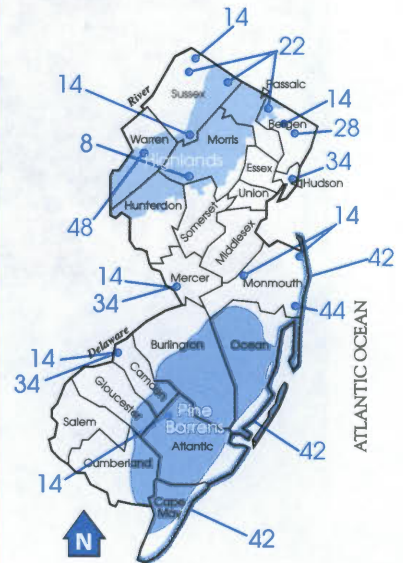 14
22
Passaic
14
River
Sussex
14
Bergen
28
Warren
Morris
8
Highlands
Essex
34
Hudson
Union
Hunterdon
48
Somerset
Middlesex
14
42
Mercer
14
34
Monmouth
44
Delaware
14
34
Burlington
Ocean
ATLANTIC OCEAN
Camden
Gloucester
Salem
Pine
Barrens
42
Atlantic
Cumberland
14
Cape
May
42
N